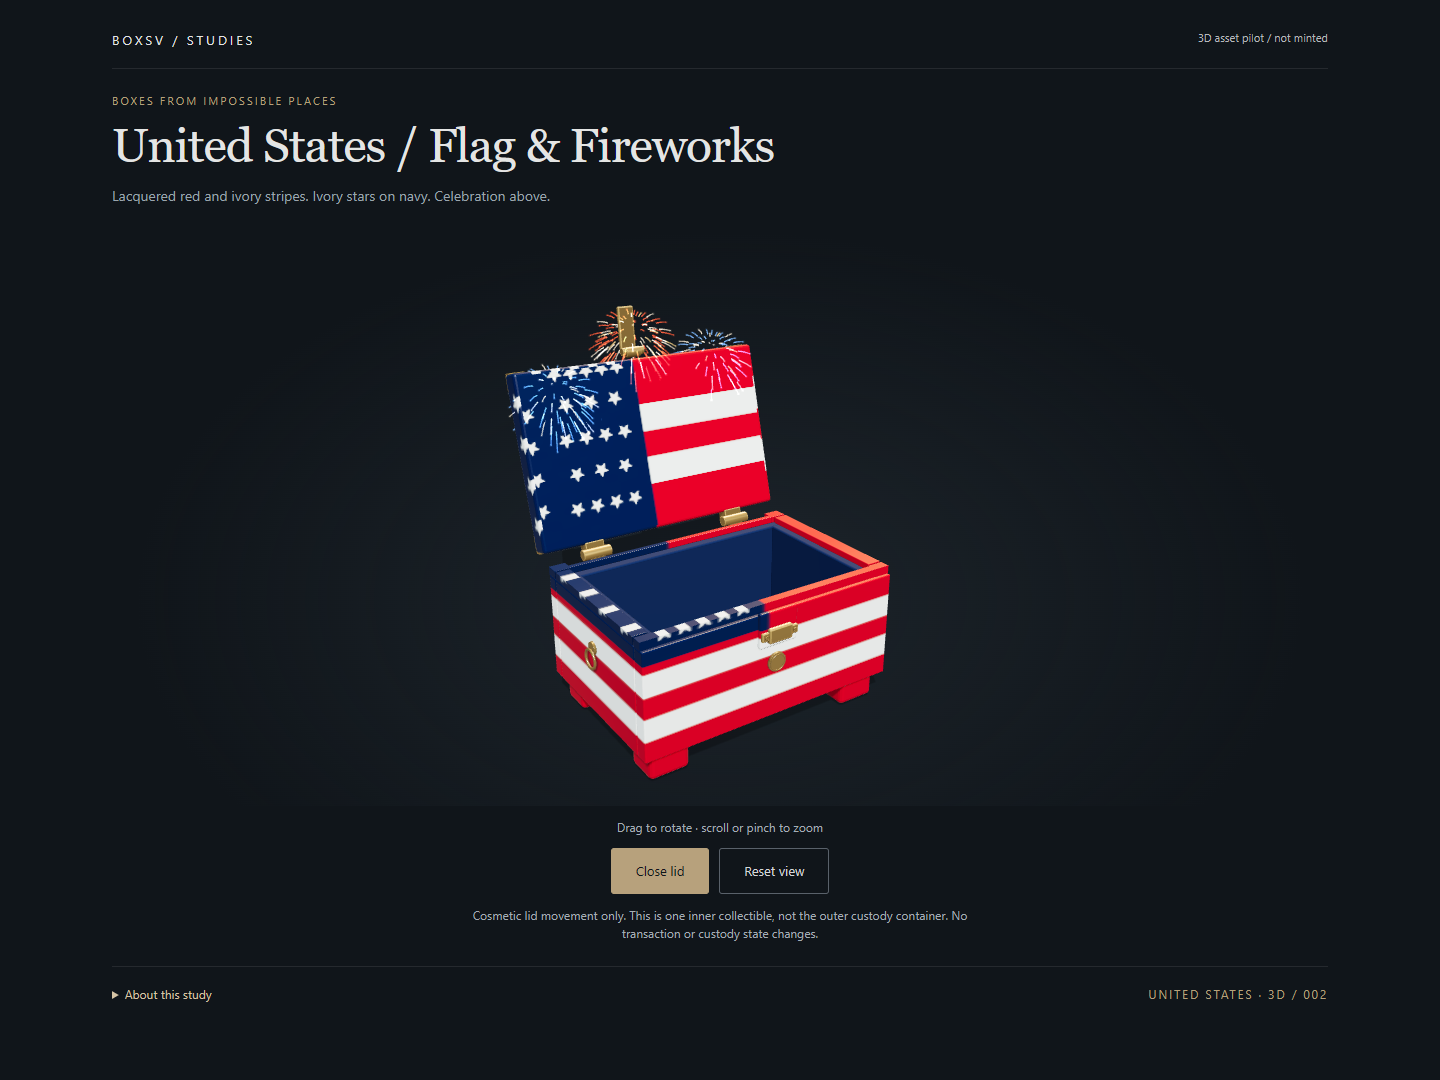 BOXSV / STUDIES
3D asset pilot / not minted
BOXES FROM IMPOSSIBLE PLACES
United States / Flag & Fireworks
Lacquered red and ivory stripes. Ivory stars on navy. Celebration above.
Drag to rotate · scroll or pinch to zoom
Close lid
Reset view
Cosmetic lid movement only. This is one inner collectible, not the outer custody container. No
transaction or custody state changes.
About this study
UNITED STATES · 3D / 002